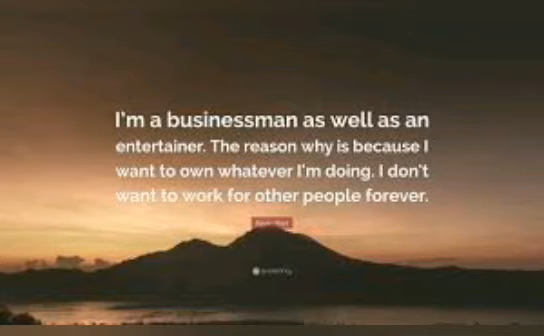 I'm a businessman as well as an
entertainer. The reason why is because I
want to own whatever I'm doing. I don't
want to work for other people forever.